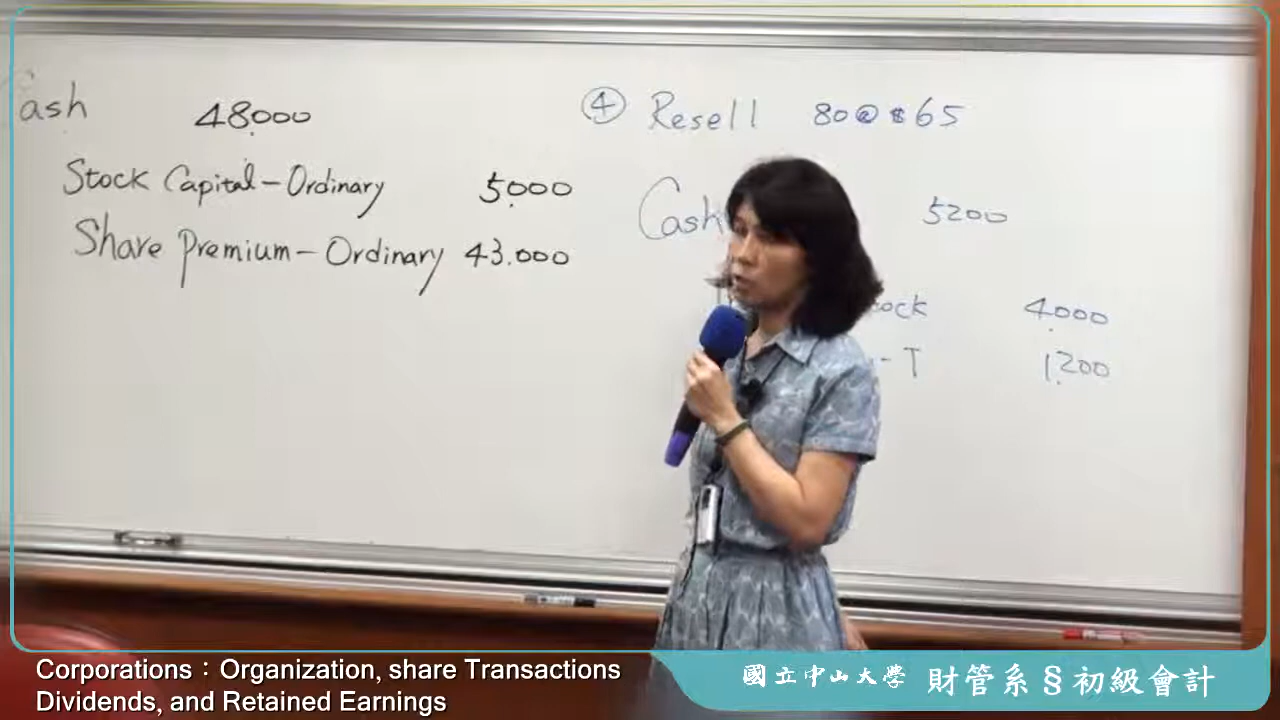 Cash 48.000
Stock Capital - Ordinary 5.000
Share Premium - Ordinary 43.000
④ Resell 80@$65
Cash 5200
ock 4.000
- T 1,200
Corporations：Organization, share Transactions
Dividends, and Retained Earnings
國立中山大學 財管系§初級會計